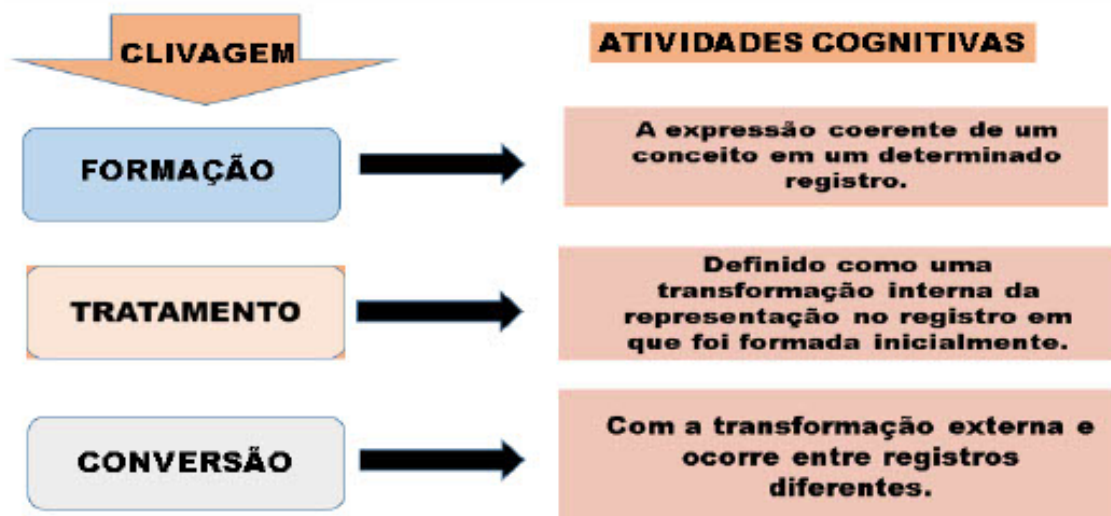 CLIVAGEM
ATIVIDADES COGNITIVAS
FORMAÇÃO
A expressão coerente de um
conceito em um determinado
registro.
TRATAMENTO
Definido como uma
transformação interna da
representação no registro em
que foi formada inicialmente.
CONVERSÃO
Com a transformação externa e
ocorre entre registros
diferentes.